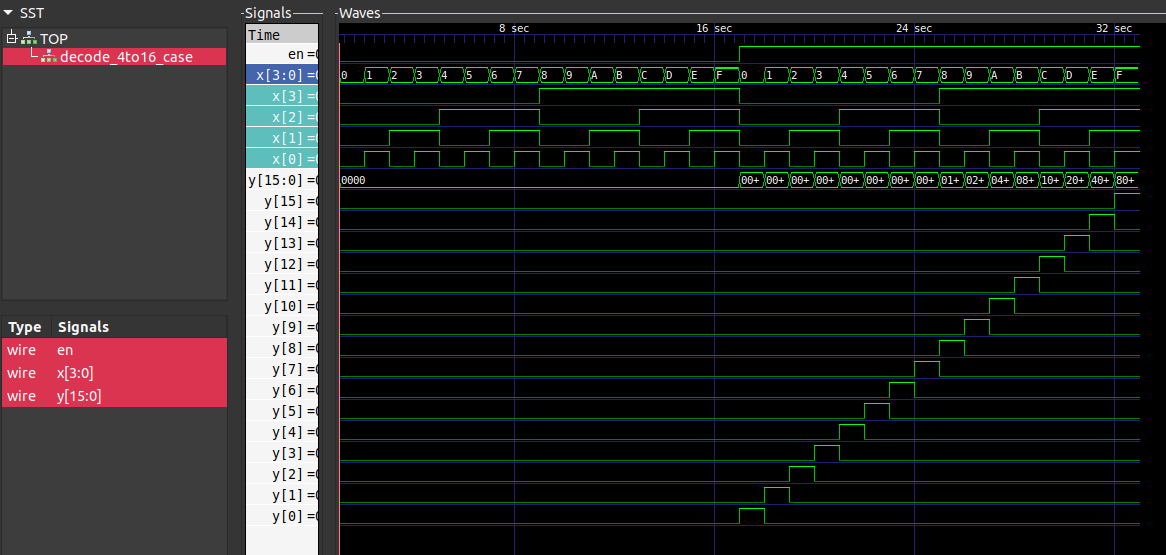 SST
TOP
decode_4to16_case
Type Signals
wire en
wire x[3:0]
wire y[15:0]
Signals
Time
en =0
x[3:0] =0
x[3] =0
x[2] =0
x[1] =0
x[0] =0
y[15:0] =0
y[15] =0
y[14] =0
y[13] =0
y[12] =0
y[11] =0
y[10] =0
y[9] =0
y[8] =0
y[7] =0
y[6] =0
y[5] =0
y[4] =0
y[3] =0
y[2] =0
y[1] =0
y[0] =0
Waves
8 sec 16 sec 24 sec 32 sec
0 1 2 3 4 5 6 7 8 9 A B C D E F 0 1 2 3 4 5 6 7 8 9 A B C D E F
0000 00+ 00+ 00+ 00+ 00+ 00+ 00+ 00+ 01+ 02+ 04+ 08+ 10+ 20+ 40+ 80+